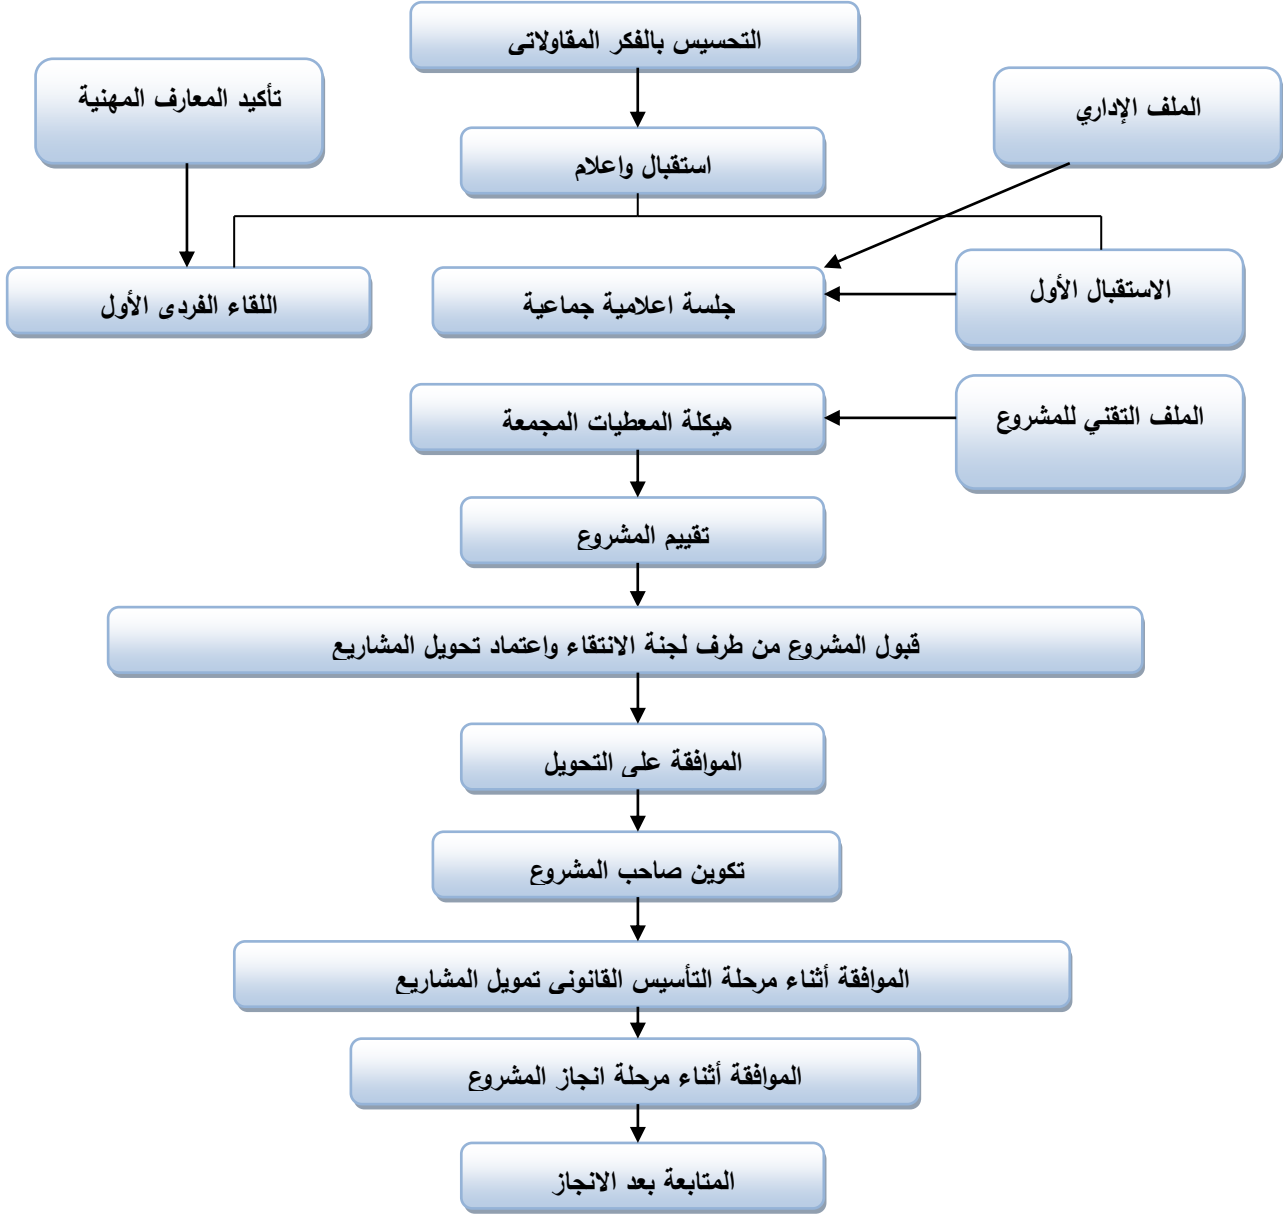 التحسيس بالفكر المقاولاتى
تأكيد المعارف المهنية
الملف الإداري
استقبال واعلام
الاستقبال الأول
جلسة اعلامية جماعية
اللقاء الفردى الأول
الملف التقني للمشروع
هيكلة المعطيات المجمعة
تقييم المشروع
قبول المشروع من طرف لجنة الانتقاء واعتماد تحويل المشاريع
الموافقة على التحويل
تكوين صاحب المشروع
الموافقة أثناء مرحلة التأسيس القانونى تمويل المشاريع
الموافقة أثناء مرحلة انجاز المشروع
المتابعة بعد الانجاز